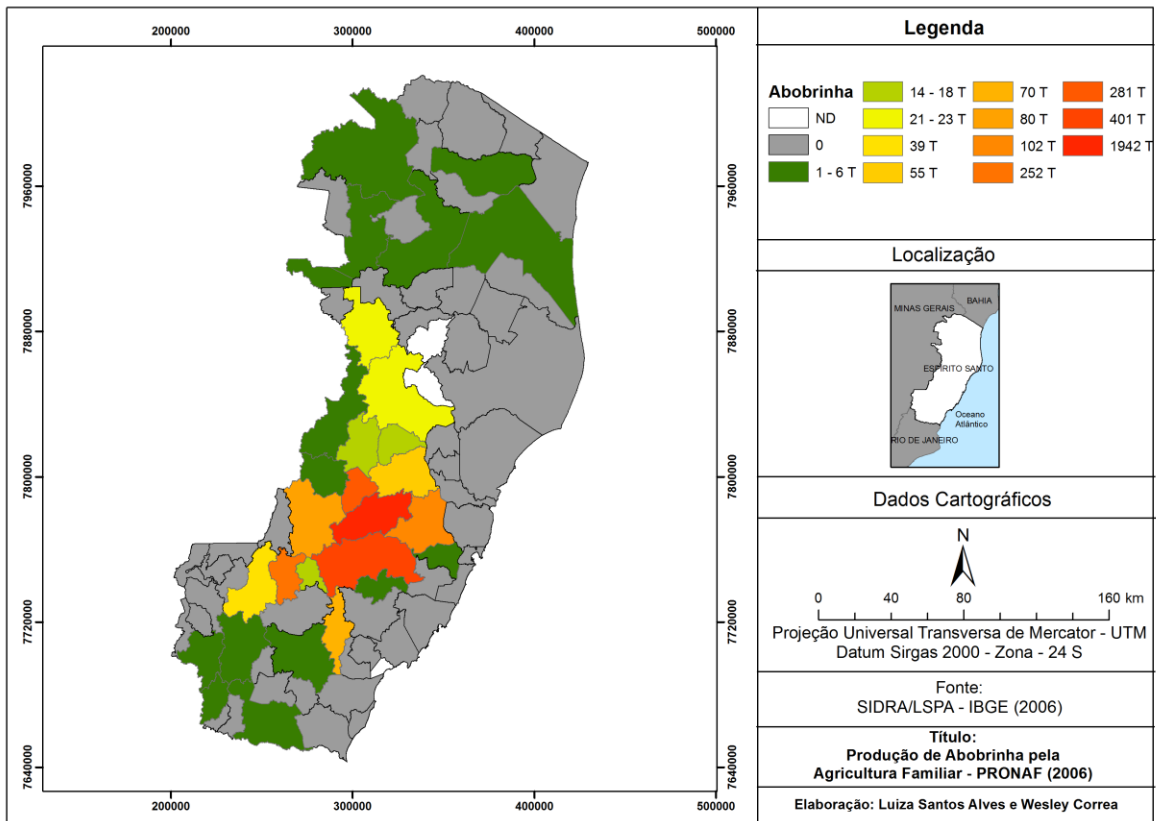 200000 300000 400000 500000
7960000 7960000
7880000 7880000
7800000 7800000
7720000 7720000
7640000 7640000
200000 300000 400000 500000
Legenda
Abobrinha
ND
0
1 - 6 T
14 - 18 T
21 - 23 T
39 T
55 T
70 T
80 T
102 T
252 T
281 T
401 T
1942 T
Localização
MINAS GERAIS
BAHIA
ESPÍRITO SANTO
Oceano
Atlântico
RIO DE JANEIRO
Dados Cartográficos
N
0 40 80 160 km
Projeção Universal Transversa de Mercator - UTM
Datum Sirgas 2000 - Zona - 24 S
Fonte:
SIDRA/LSPA - IBGE (2006)
Título:
Produção de Abobrinha pela
Agricultura Familiar - PRONAF (2006)
Elaboração: Luiza Santos Alves e Wesley Correa